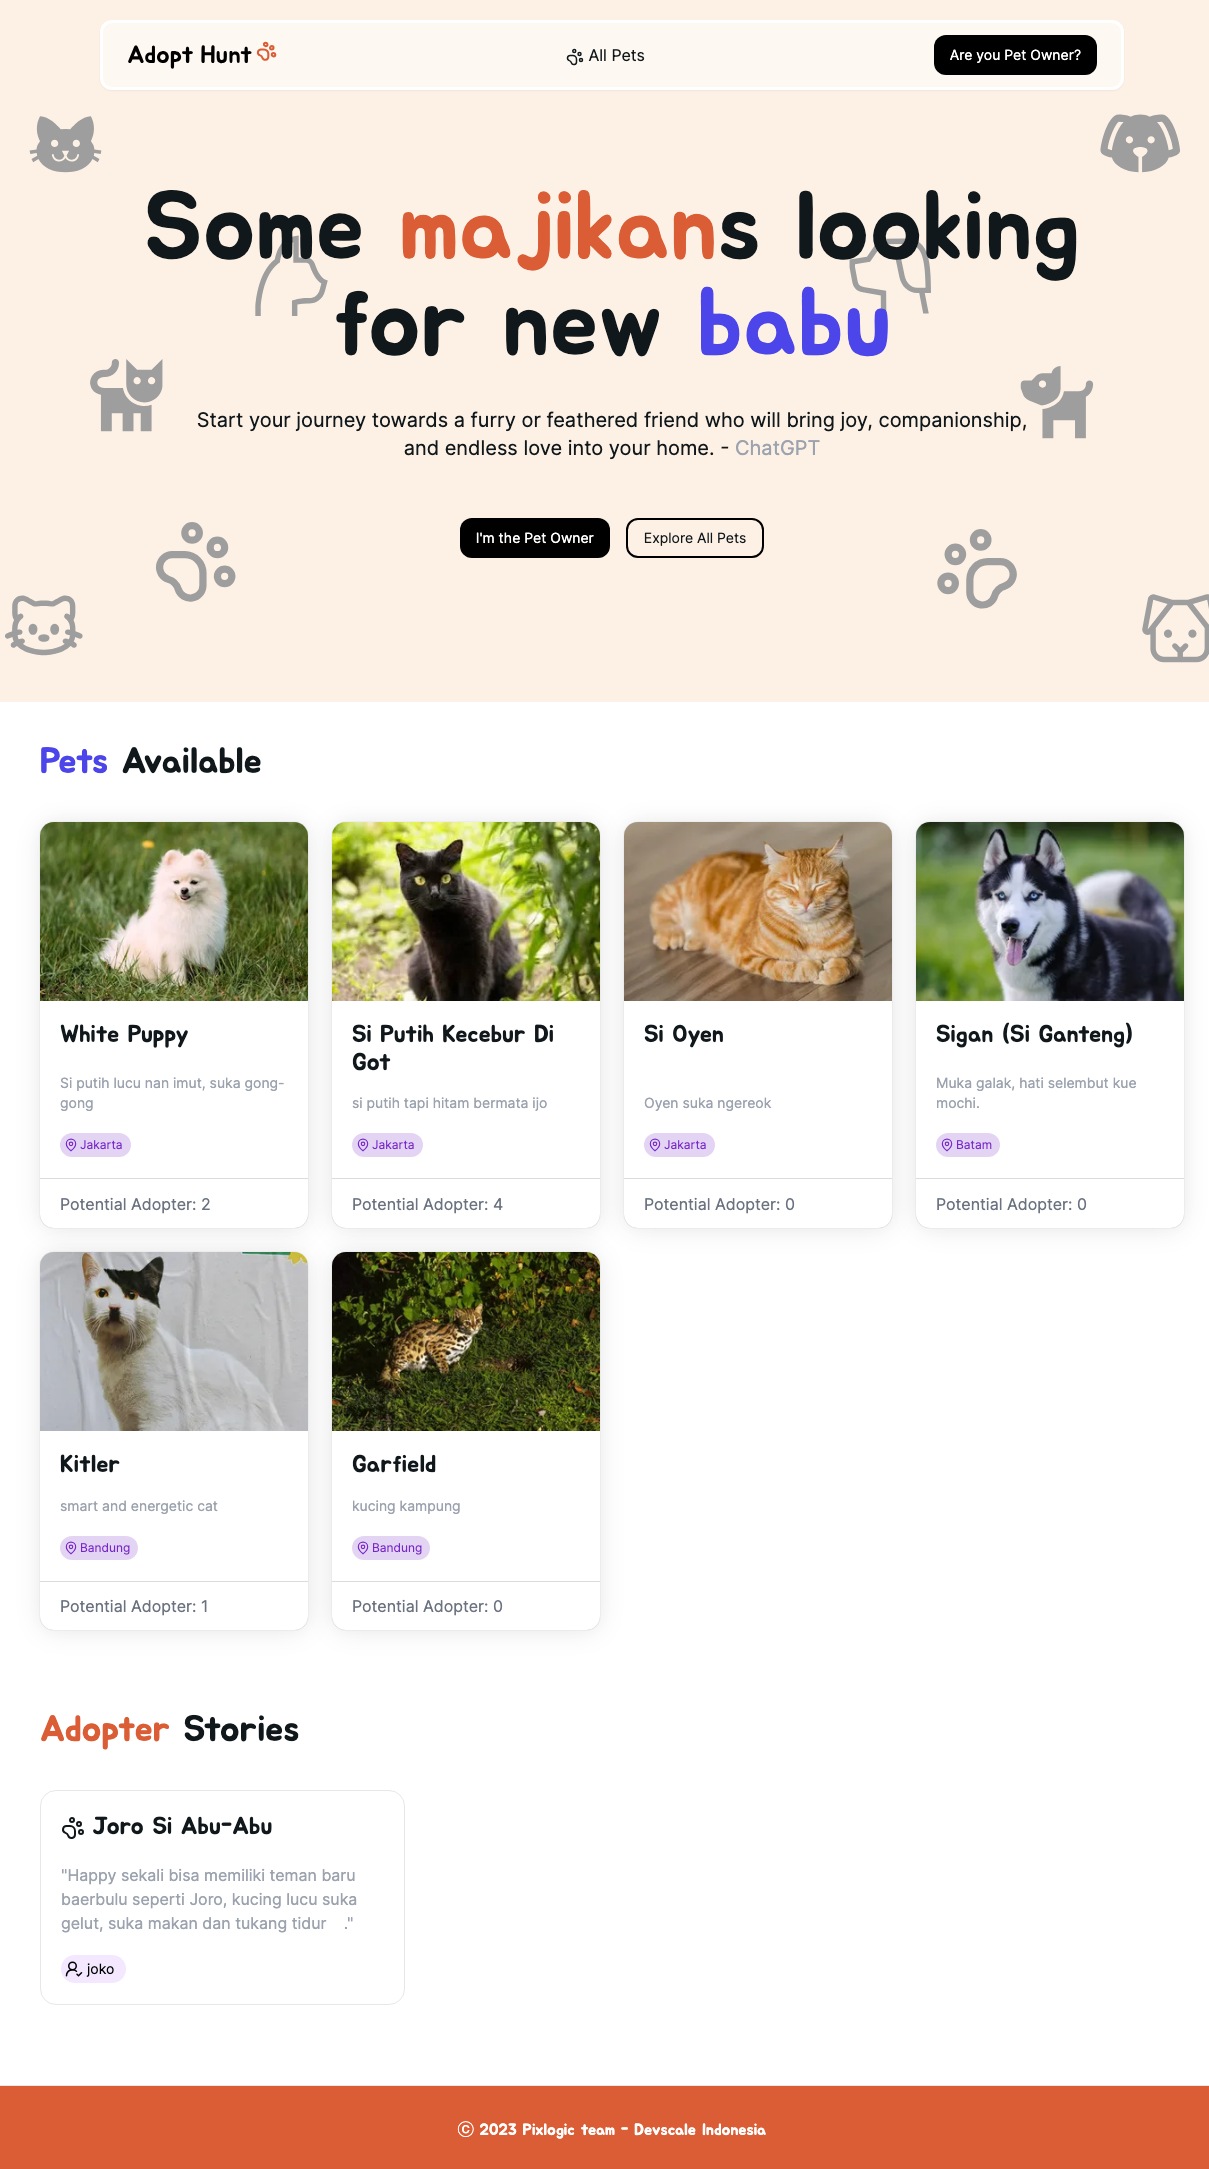 Adopt Hunt
All Pets
Are you Pet Owner?
Some majikans looking
for new babu
Start your journey towards a furry or feathered friend who will bring joy, companionship,
and endless love into your home. - ChatGPT
I'm the Pet Owner
Explore All Pets
Pets Available
White Puppy
Si putih lucu nan imut, suka gong-
gong
Jakarta
Potential Adopter: 2
Si Putih Kecebur Di
Got
si putih tapi hitam bermata ijo
Jakarta
Potential Adopter: 4
Si Oyen
Oyen suka ngereok
Jakarta
Potential Adopter: 0
Sigan (Si Ganteng)
Muka galak, hati selembut kue
mochi.
Batam
Potential Adopter: 0
Kitler
smart and energetic cat
Bandung
Potential Adopter: 1
Garfield
kucing kampung
Bandung
Potential Adopter: 0
Adopter Stories
Joro Si Abu-Abu
"Happy sekali bisa memiliki teman baru
baerbulu seperti Joro, kucing lucu suka
gelut, suka makan dan tukang tidur ."
joko
© 2023 Pixlogic team - Devscale Indonesia